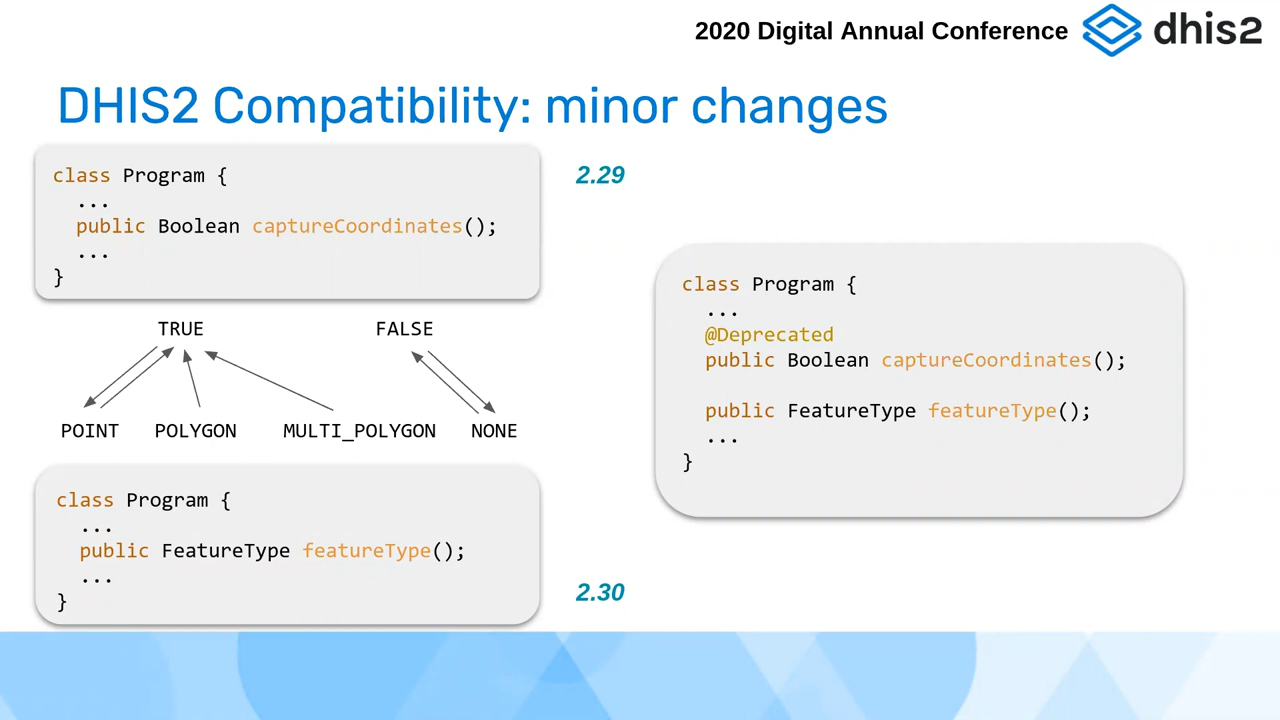 2020 Digital Annual Conference
dhis2
DHIS2 Compatibility: minor changes
class Program {
...
public Boolean captureCoordinates();
...
}
2.29
TRUE FALSE
POINT POLYGON MULTI_POLYGON NONE
class Program {
...
public FeatureType featureType();
...
}
2.30
class Program {
...
@Deprecated
public Boolean captureCoordinates();
public FeatureType featureType();
...
}